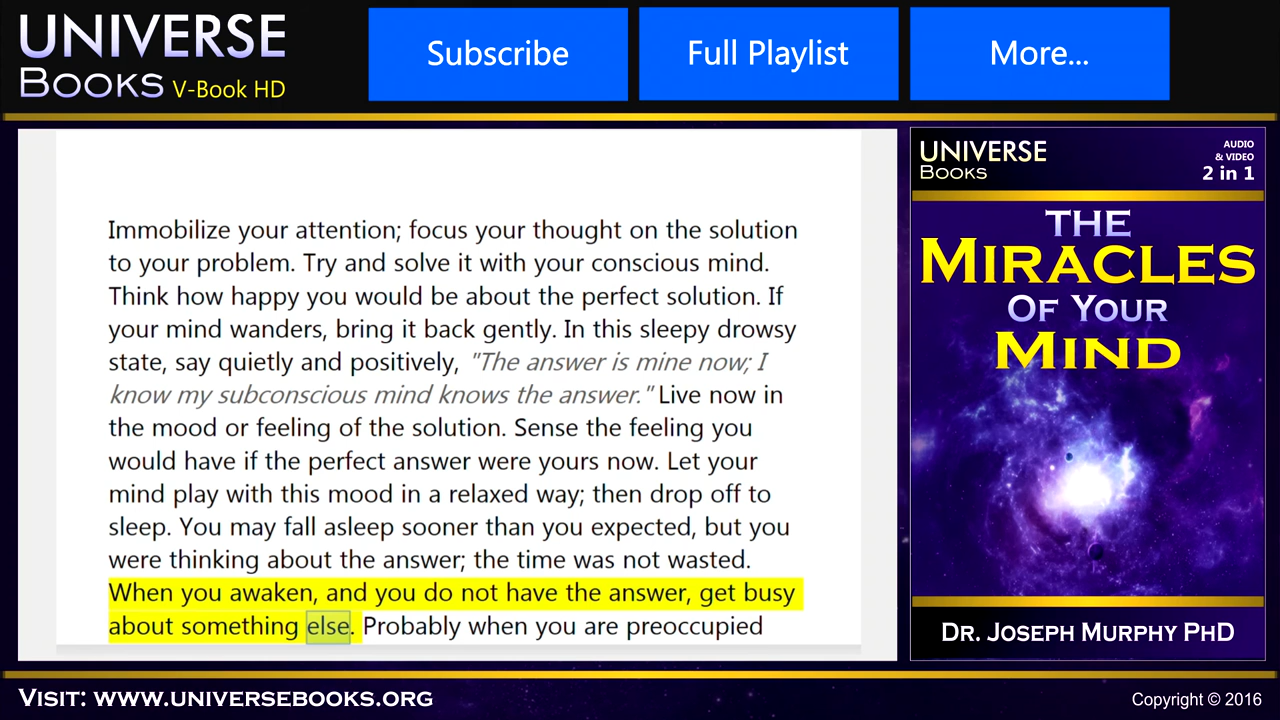 UNIVERSE
BOOKS V-Book HD
Subscribe
Full Playlist
More...
Immobilize your attention; focus your thought on the solution
to your problem. Try and solve it with your conscious mind.
Think how happy you would be about the perfect solution. If
your mind wanders, bring it back gently. In this sleepy drowsy
state, say quietly and positively, "The answer is mine now; I
know my subconscious mind knows the answer." Live now in
the mood or feeling of the solution. Sense the feeling you
would have if the perfect answer were yours now. Let your
mind play with this mood in a relaxed way; then drop off to
sleep. You may fall asleep sooner than you expected, but you
were thinking about the answer; the time was not wasted.
When you awaken, and you do not have the answer, get busy
about something else. Probably when you are preoccupied
UNIVERSE
BOOKS
AUDIO
& VIDEO
2 in 1
THE
MIRACLES
OF YOUR
MIND
DR. JOSEPH MURPHY PHD
VISIT: WWW.UNIVERSEBOOKS.ORG
Copyright © 2016